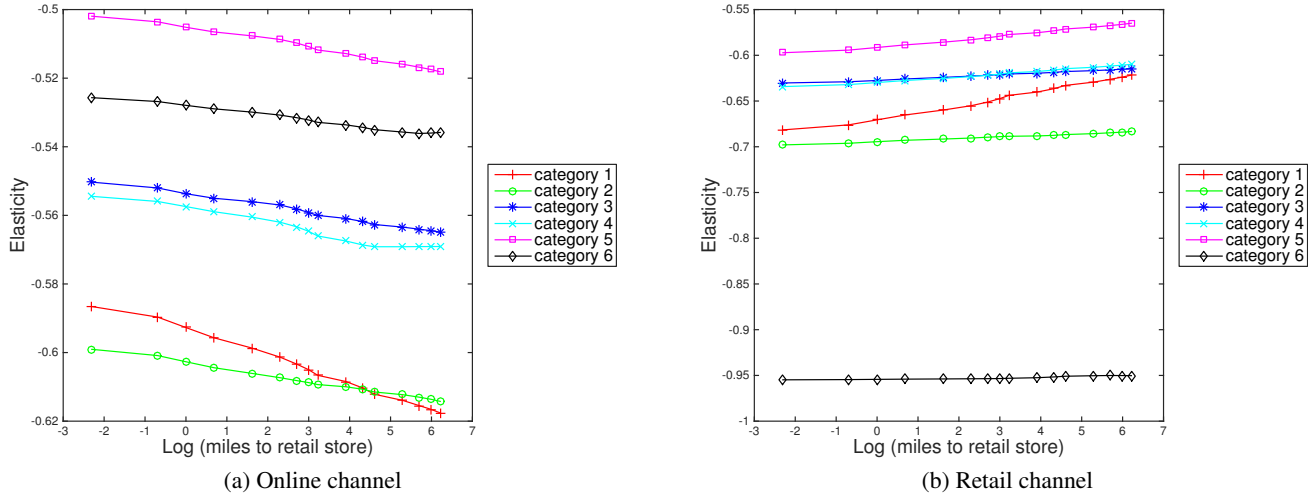 -0.5
-0.52
-0.54
-0.56
-0.58
-0.6
-0.62
Elasticity
-3 -2 -1 0 1 2 3 4 5 6 7
Log (miles to retail store)
category 1
category 2
category 3
category 4
category 5
category 6
(a) Online channel
-0.55
-0.6
-0.65
-0.7
-0.75
-0.8
-0.85
-0.9
-0.95
-1
Elasticity
-3 -2 -1 0 1 2 3 4 5 6 7
Log (miles to retail store)
category 1
category 2
category 3
category 4
category 5
category 6
(b) Retail channel